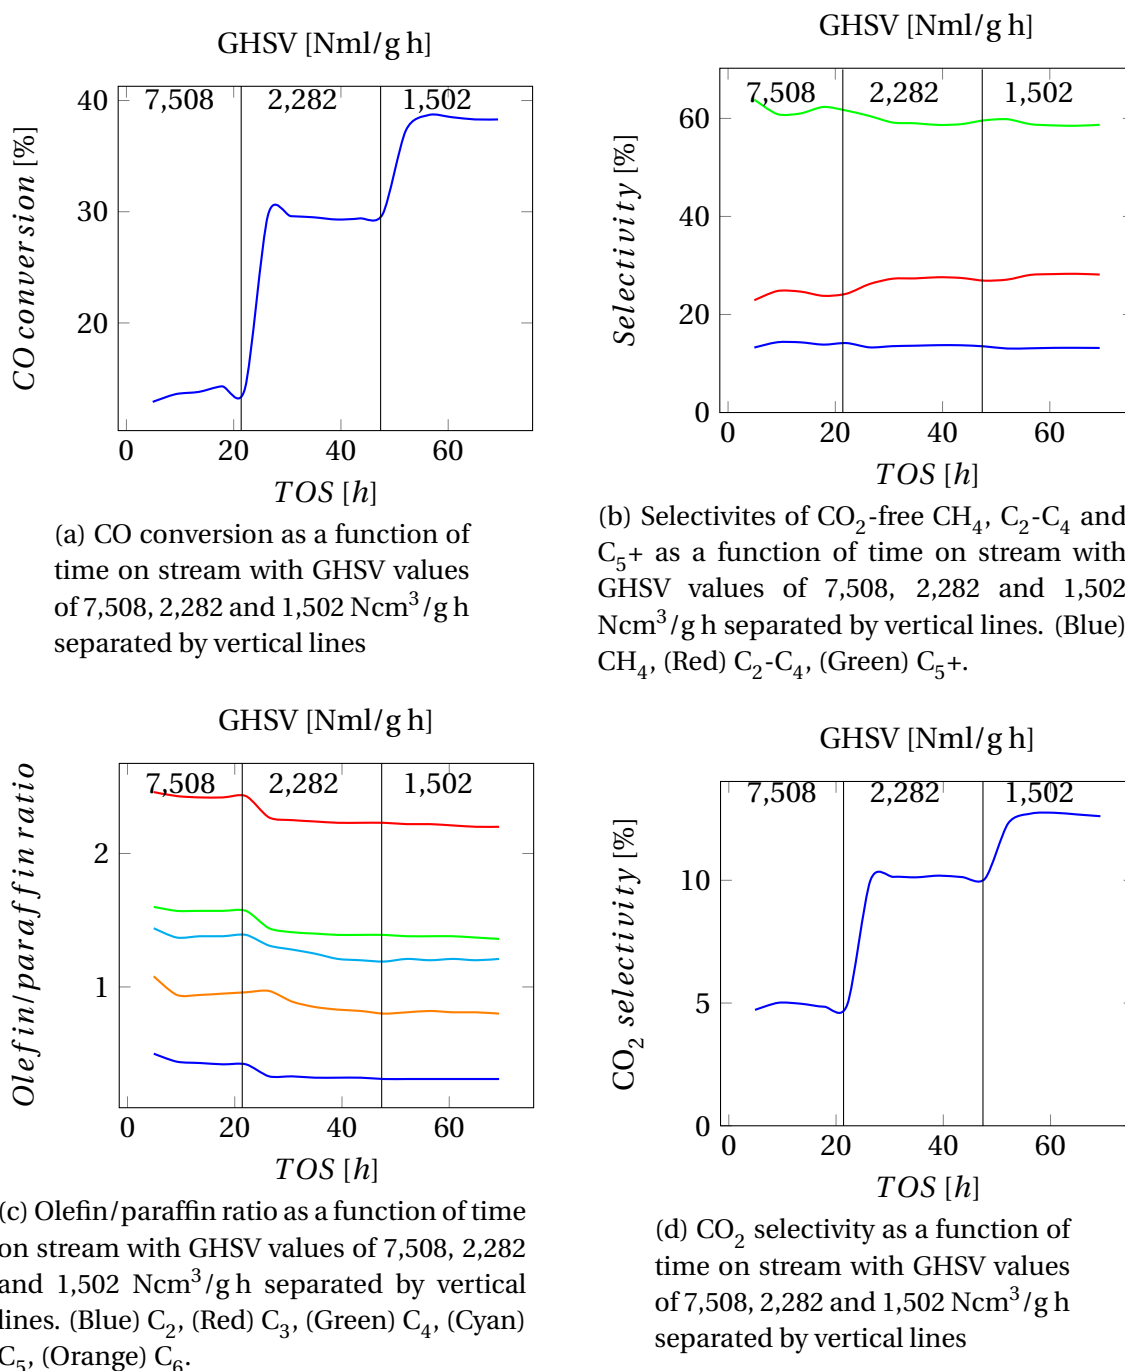 GHSV [Nml/g h]
7,508 2,282 1,502
40
30
20
CO conversion [%]
0 20 40 60
TOS [h]
(a) CO conversion as a function of
time on stream with GHSV values
of 7,508, 2,282 and 1,502 Ncm³/g h
separated by vertical lines
GHSV [Nml/g h]
7,508 2,282 1,502
60
40
20
0
Selectivity [%]
0 20 40 60
TOS [h]
(b) Selectivites of CO₂-free CH₄, C₂-C₄ and
C₅+ as a function of time on stream with
GHSV values of 7,508, 2,282 and 1,502
Ncm³/g h separated by vertical lines. (Blue)
CH₄, (Red) C₂-C₄, (Green) C₅+.
GHSV [Nml/g h]
7,508 2,282 1,502
2
1
Olefin/paraffin ratio
0 20 40 60
TOS [h]
(c) Olefin/paraffin ratio as a function of time
on stream with GHSV values of 7,508, 2,282
and 1,502 Ncm³/g h separated by vertical
lines. (Blue) C₂, (Red) C₃, (Green) C₄, (Cyan)
C₅, (Orange) C₆.
GHSV [Nml/g h]
7,508 2,282 1,502
10
5
0
CO₂ selectivity [%]
0 20 40 60
TOS [h]
(d) CO₂ selectivity as a function of
time on stream with GHSV values
of 7,508, 2,282 and 1,502 Ncm³/g h
separated by vertical lines